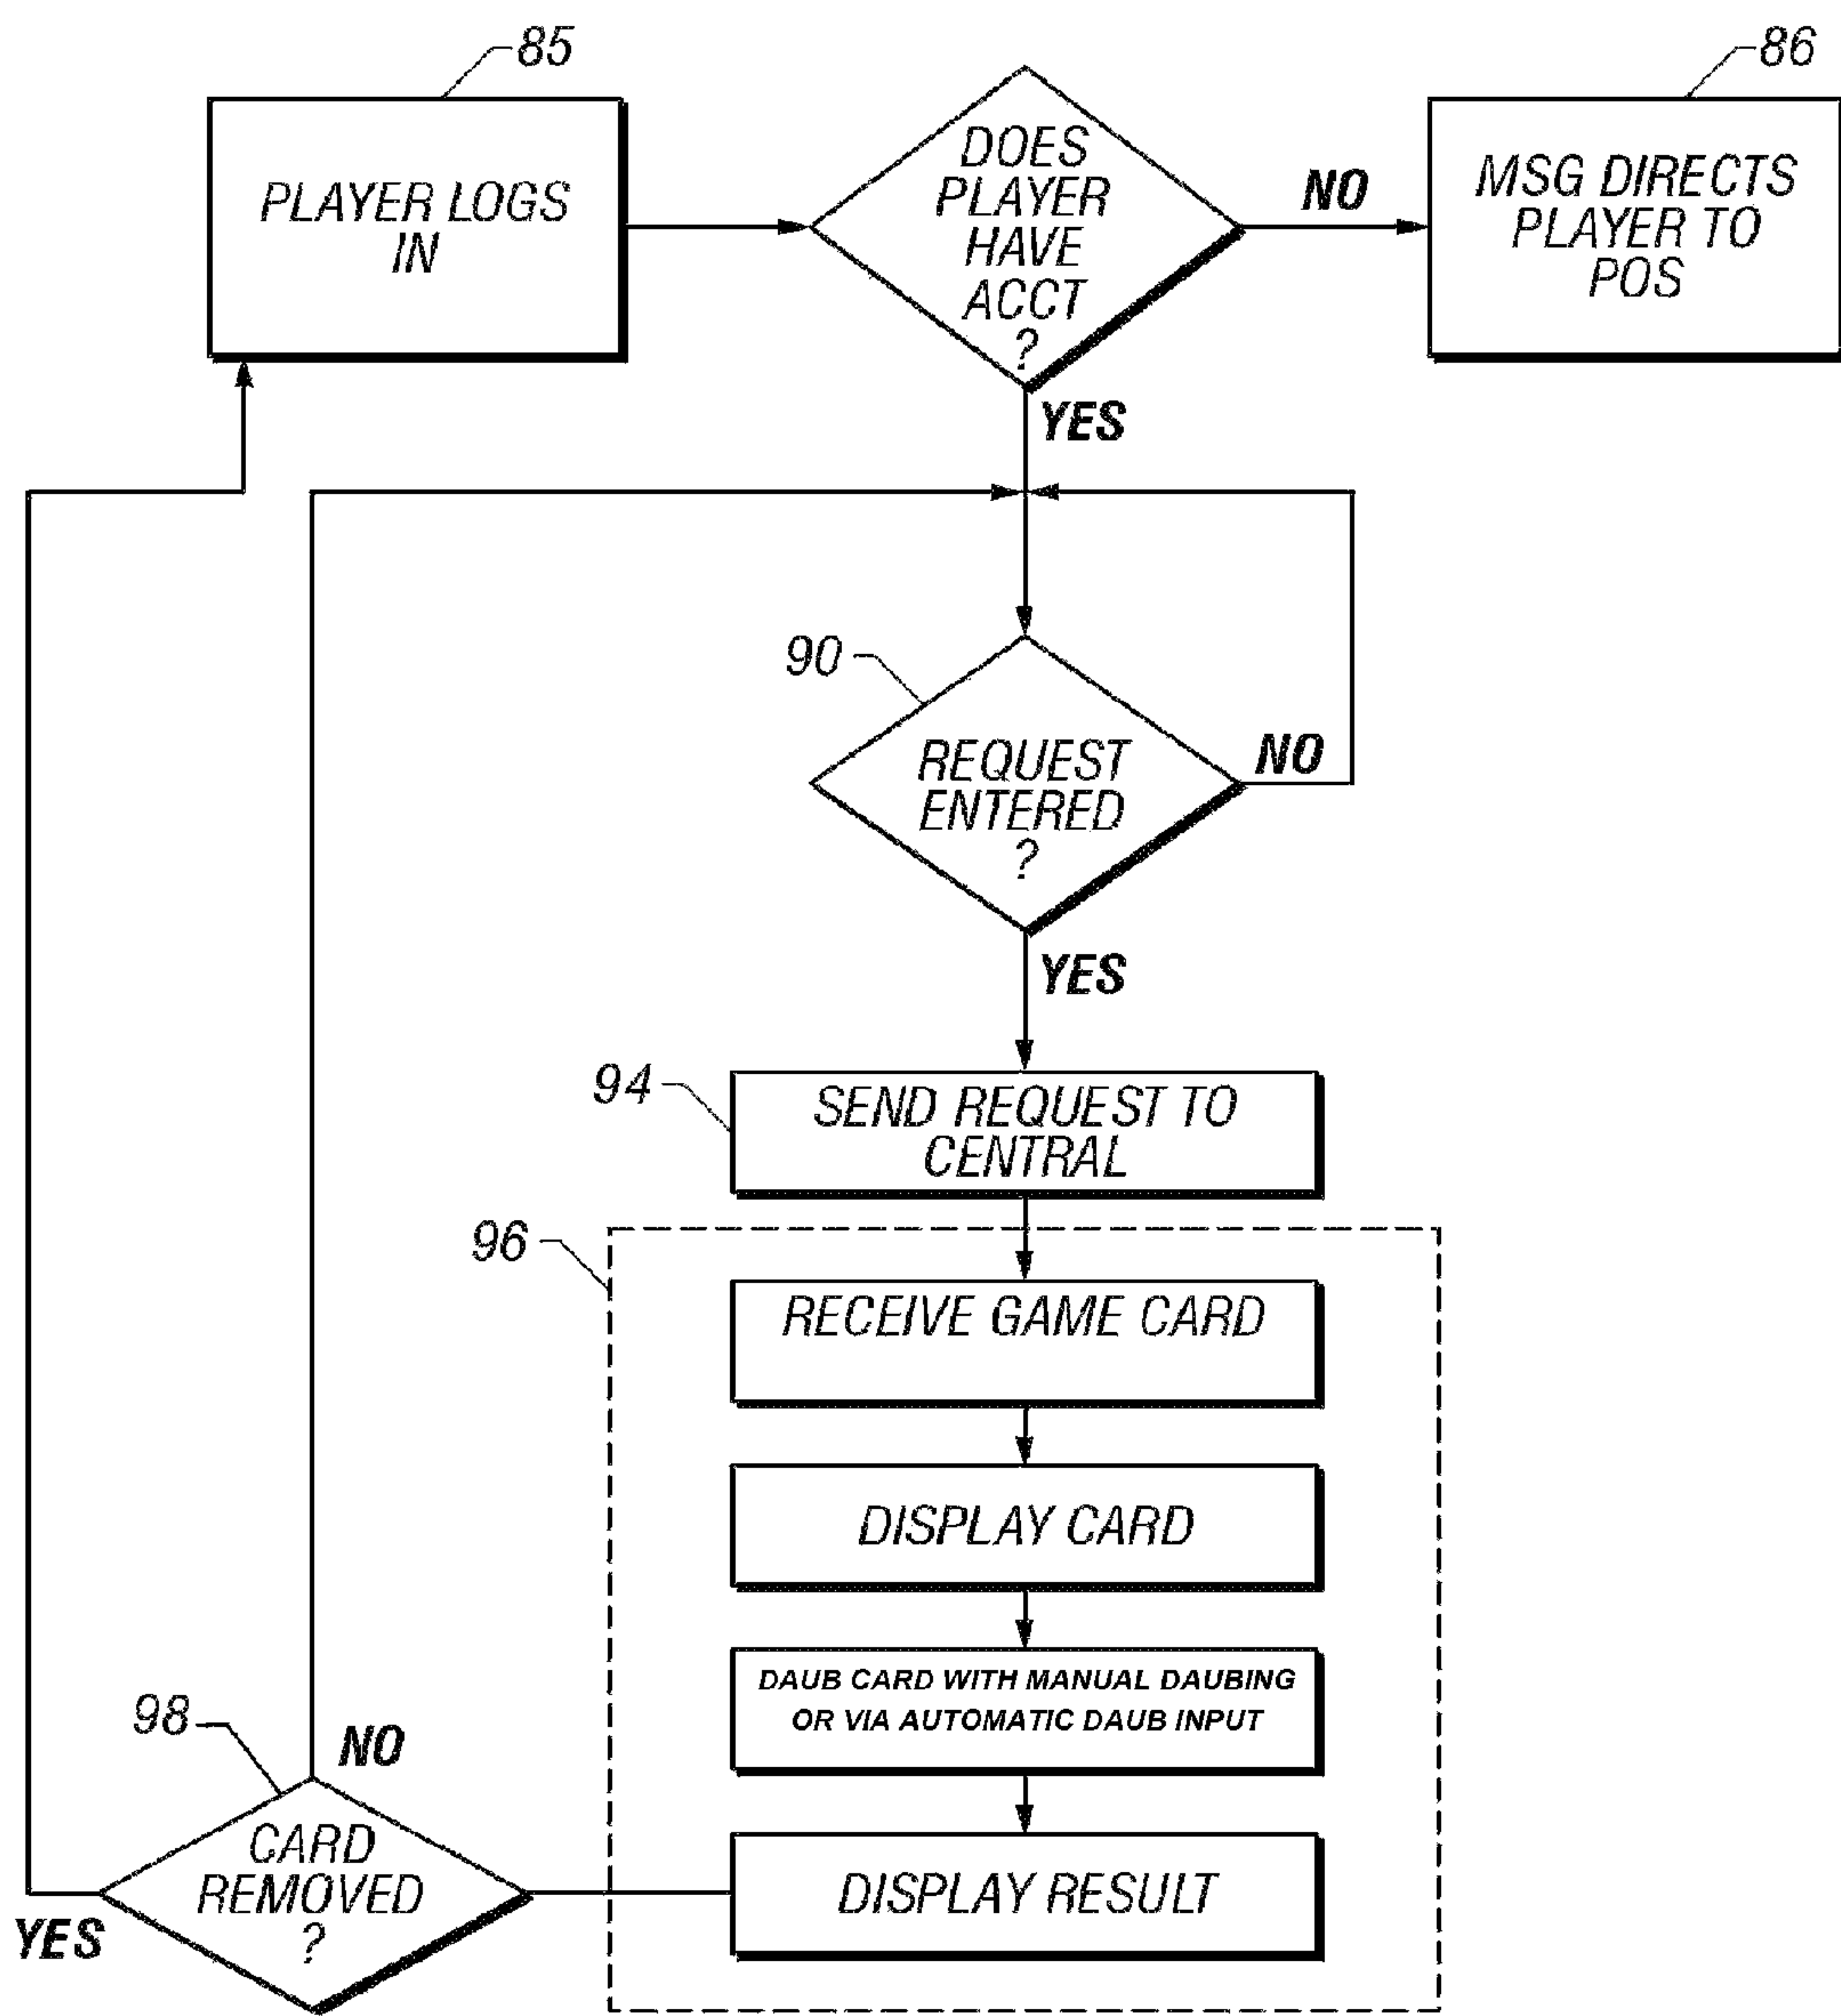 85
PLAYER LOGS
IN
DOES
PLAYER
HAVE
ACCT
?
NO
86
MSG DIRECTS
PLAYER TO
POS
YES
90
REQUEST
ENTERED
?
NO
YES
94
SEND REQUEST TO
CENTRAL
96
RECEIVE GAME CARD
DISPLAY CARD
DAUB CARD WITH MANUAL DAUBING
OR VIA AUTOMATIC DAUB INPUT
DISPLAY RESULT
98
NO
CARD
REMOVED
?
YES